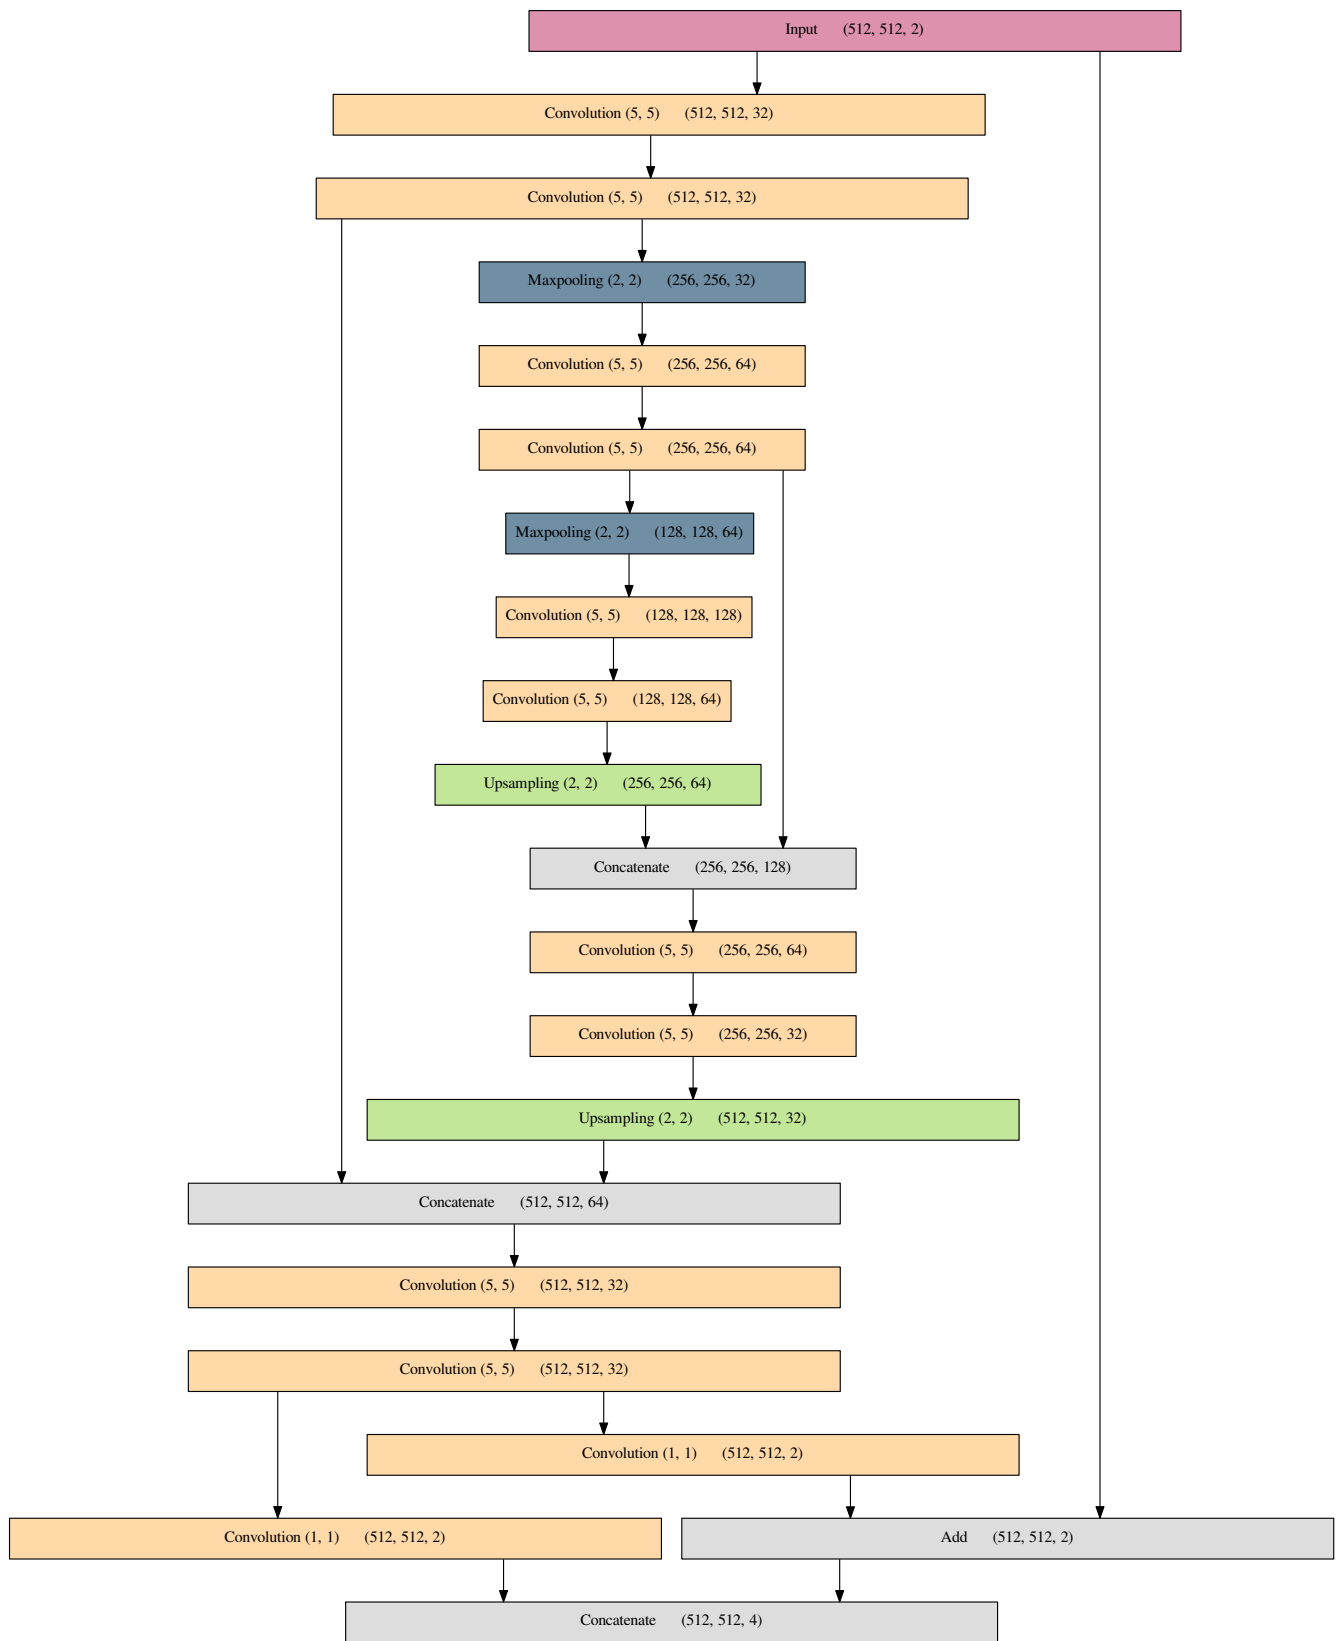 Input (512, 512, 2)
Convolution (5, 5) (512, 512, 32)
Convolution (5, 5) (512, 512, 32)
Maxpooling (2, 2) (256, 256, 32)
Convolution (5, 5) (256, 256, 64)
Convolution (5, 5) (256, 256, 64)
Maxpooling (2, 2) (128, 128, 64)
Convolution (5, 5) (128, 128, 128)
Convolution (5, 5) (128, 128, 64)
Upsampling (2, 2) (256, 256, 64)
Concatenate (256, 256, 128)
Convolution (5, 5) (256, 256, 64)
Convolution (5, 5) (256, 256, 32)
Upsampling (2, 2) (512, 512, 32)
Concatenate (512, 512, 64)
Convolution (5, 5) (512, 512, 32)
Convolution (5, 5) (512, 512, 32)
Convolution (1, 1) (512, 512, 2)
Convolution (1, 1) (512, 512, 2)
Add (512, 512, 2)
Concatenate (512, 512, 4)